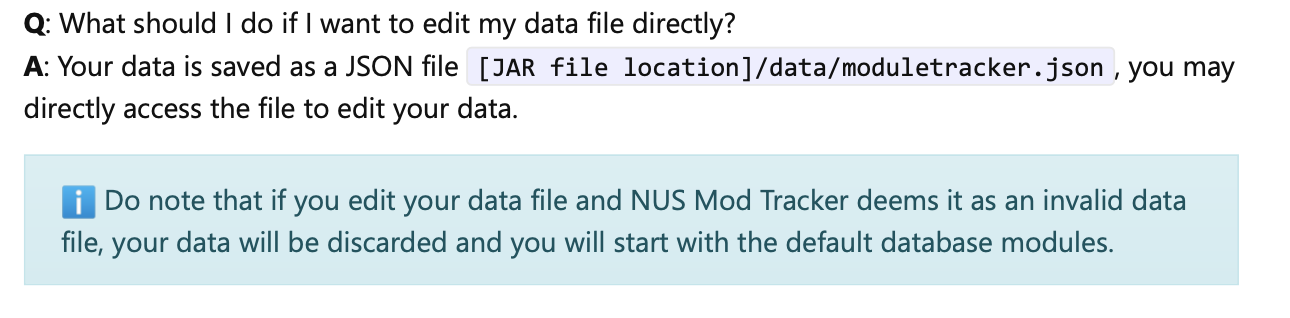 Q: What should I do if I want to edit my data file directly?
A: Your data is saved as a JSON file [JAR file location]/data/moduletracker.json , you may
directly access the file to edit your data.
ℹ️ Do note that if you edit your data file and NUS Mod Tracker deems it as an invalid data
file, your data will be discarded and you will start with the default database modules.